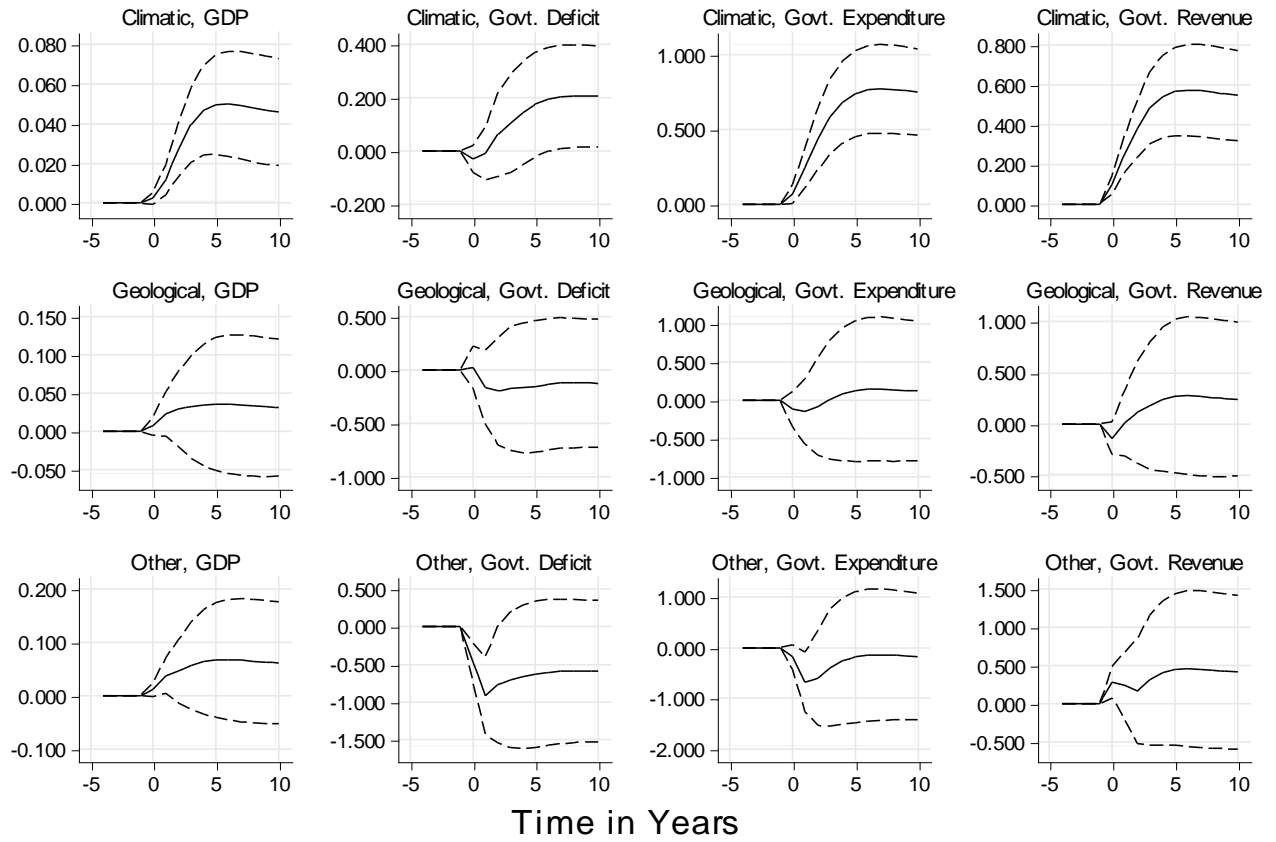 Climatic, GDP
Climatic, Govt. Deficit
Climatic, Govt. Expenditure
Climatic, Govt. Revenue
0.080
0.060
0.040
0.020
0.000
-5 0 5 10
0.400
0.200
0.000
-0.200
-5 0 5 10
1.000
0.500
0.000
-5 0 5 10
0.800
0.600
0.400
0.200
0.000
-5 0 5 10
Geological, GDP
Geological, Govt. Deficit
Geological, Govt. Expenditure
Geological, Govt. Revenue
0.150
0.100
0.050
0.000
-0.050
-5 0 5 10
0.500
0.000
-0.500
-1.000
-5 0 5 10
1.000
0.500
0.000
-0.500
-1.000
-5 0 5 10
1.000
0.500
0.000
-0.500
-5 0 5 10
Other, GDP
Other, Govt. Deficit
Other, Govt. Expenditure
Other, Govt. Revenue
0.200
0.100
0.000
-0.100
-5 0 5 10
0.500
0.000
-0.500
-1.000
-1.500
-5 0 5 10
1.000
0.000
-1.000
-2.000
-5 0 5 10
1.500
1.000
0.500
0.000
-0.500
-5 0 5 10
Time in Years